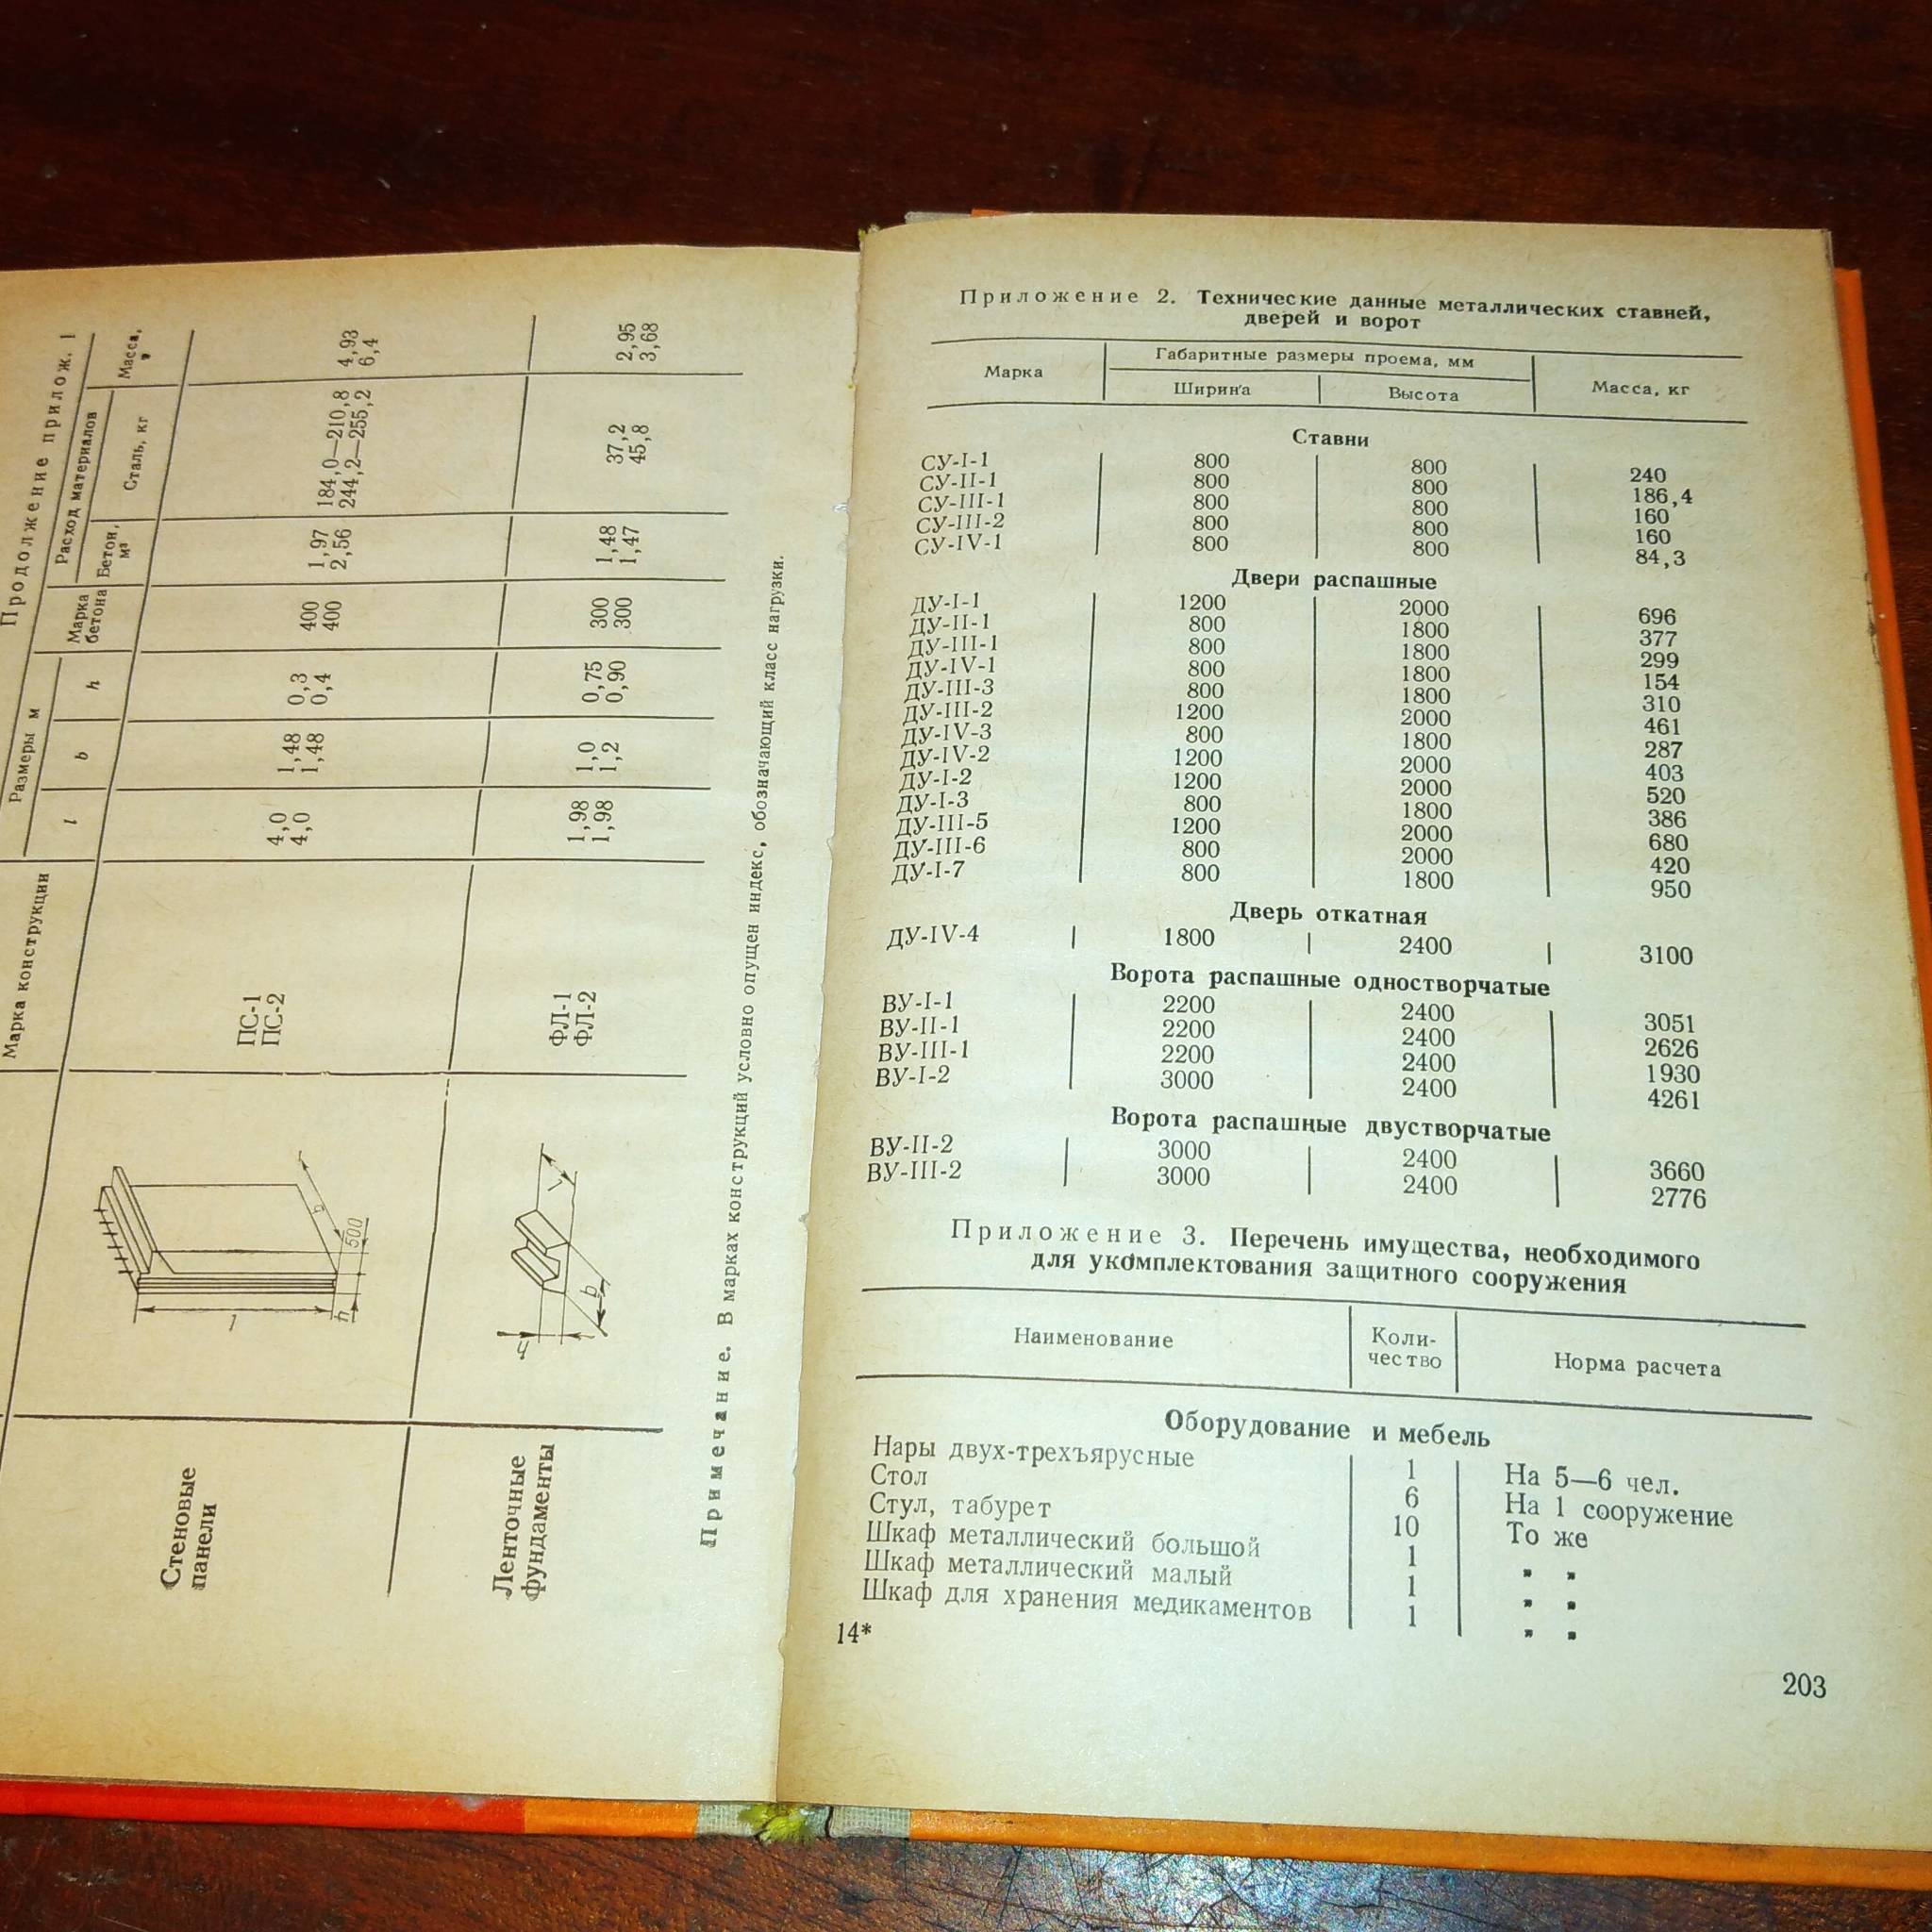 Продолжение прилож. 1
Марка конструкции Размеры м Марка бетона Расход материалов Масса,
l b h Бетон, м³ Сталь, кг
Стеновые панели
ПС-1 4,0 1,48 0,3 400 1,97 184,0—210,8 4,93
ПС-2 4,0 1,48 0,4 400 2,56 244,2—255,2 6,4
l h 500 b
Ленточные фундаменты
ФЛ-1 1,98 1,0 0,75 300 1,48 37,2 2,95
ФЛ-2 1,98 1,2 0,90 300 1,47 45,8 3,68
b
Примечание. В марках конструкций условно опущен индекс, обозначающий класс нагрузки.
Приложение 2. Технические данные металлических ставней,
дверей и ворот
Марка Габаритные размеры проема, мм Масса, кг
Ширина Высота
Ставни
СУ-I-1 800 800 240
СУ-II-1 800 800 186,4
СУ-III-1 800 800 160
СУ-III-2 800 800 160
СУ-IV-1 800 800 84,3
Двери распашные
ДУ-I-1 1200 2000 696
ДУ-II-1 800 1800 377
ДУ-III-1 800 1800 299
ДУ-IV-1 800 1800 154
ДУ-III-3 800 1800 310
ДУ-III-2 1200 2000 461
ДУ-IV-3 800 1800 287
ДУ-IV-2 1200 2000 403
ДУ-I-2 1200 2000 520
ДУ-I-3 800 1800 386
ДУ-III-5 1200 2000 680
ДУ-III-6 800 2000 420
ДУ-I-7 800 1800 950
Дверь откатная
ДУ-IV-4 1800 2400 3100
Ворота распашные одностворчатые
ВУ-I-1 2200 2400 3051
ВУ-II-1 2200 2400 2626
ВУ-III-1 2200 2400 1930
ВУ-I-2 3000 2400 4261
Ворота распашные двустворчатые
ВУ-II-2 3000 2400 3660
ВУ-III-2 3000 2400 2776
Приложение 3. Перечень имущества, необходимого
для укомплектования защитного сооружения
Наименование Коли- Норма расчета
чество
Оборудование и мебель
Нары двух-трехъярусные 1 На 5—6 чел.
Стол 6 На 1 сооружение
Стул, табурет 10 То же
Шкаф металлический большой 1 „ „
Шкаф металлический малый 1 „ „
Шкаф для хранения медикаментов 1 „ „
14*
203